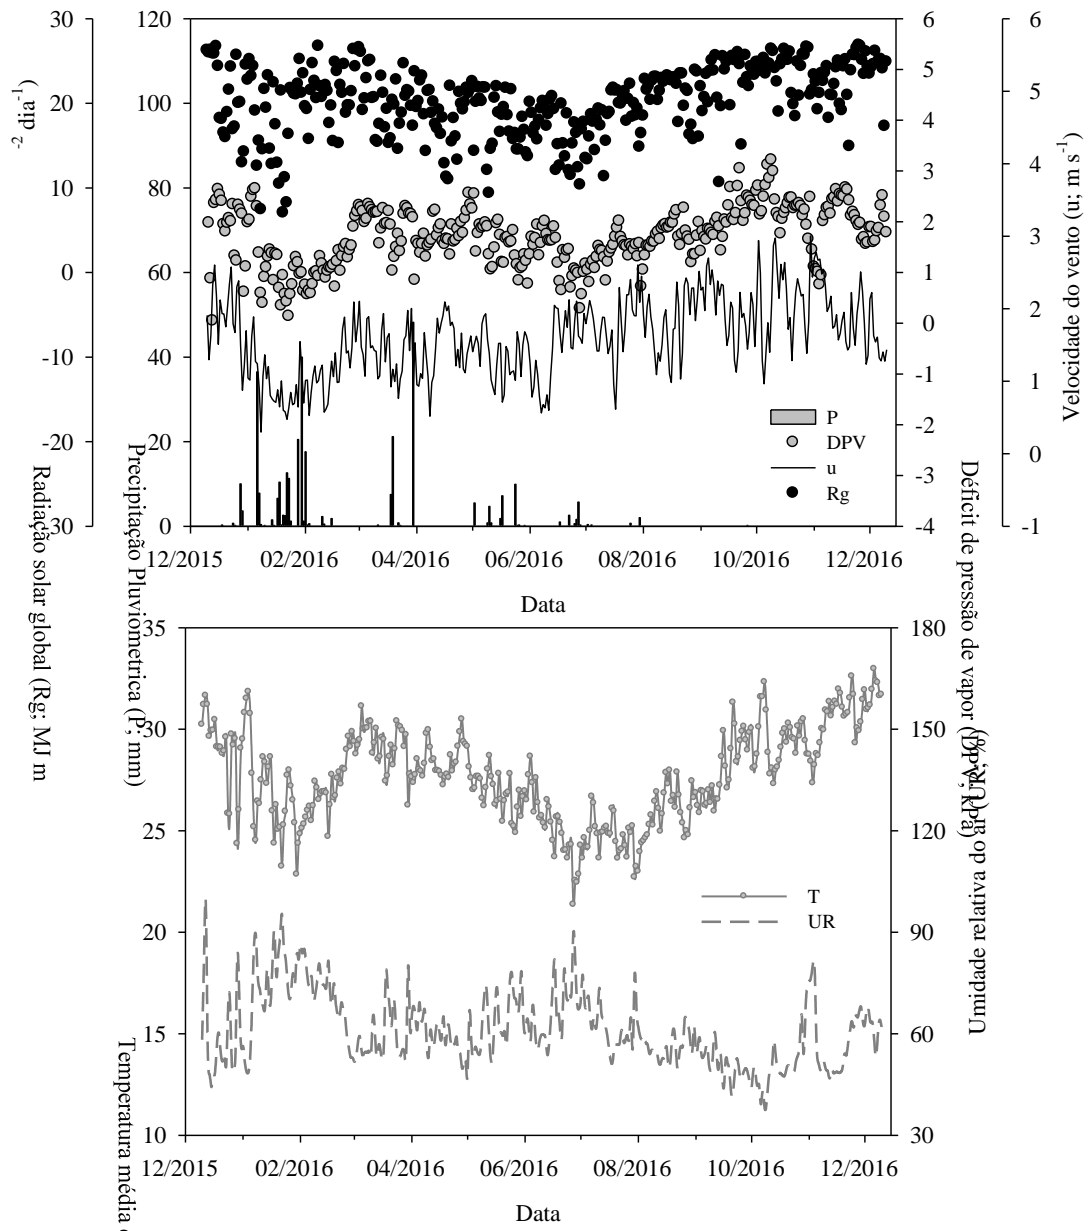 30
20
10
0
-10
-20
-30
Radiação solar global (Rg; MJ m
-2 dia-1)
120
100
80
60
40
20
0
Precipitação Pluviometrica (P; mm)
6
5
4
3
2
1
0
-1
-2
-3
-4
Déficit de pressão de vapor (DPV; kPa)
6
5
4
3
2
1
0
-1
Velocidade do vento (u; m s-1)
P
DPV
u
Rg
12/2015 02/2016 04/2016 06/2016 08/2016 10/2016 12/2016
Data
35
30
25
20
15
10
Temperatura média
180
150
120
90
60
30
Umidade relativa do ar (UR; %)
T
UR
12/2015 02/2016 04/2016 06/2016 08/2016 10/2016 12/2016
Data